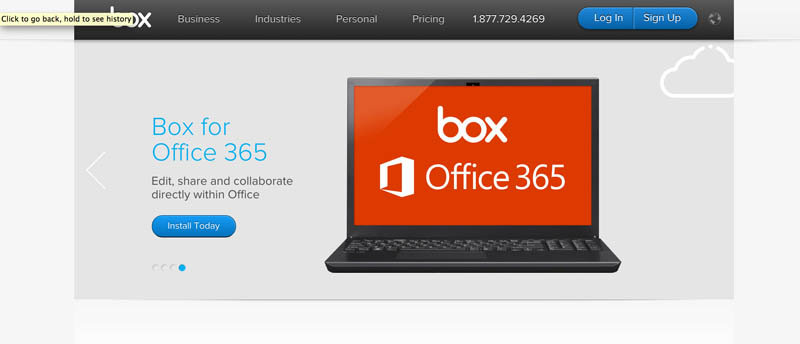 Click to go back, hold to see history
box
Business
Industries
Personal
Pricing
1.877.729.4269
Log In
Sign Up
Box for
Office 365
Edit, share and collaborate
directly within Office
Install Today
box
Office 365